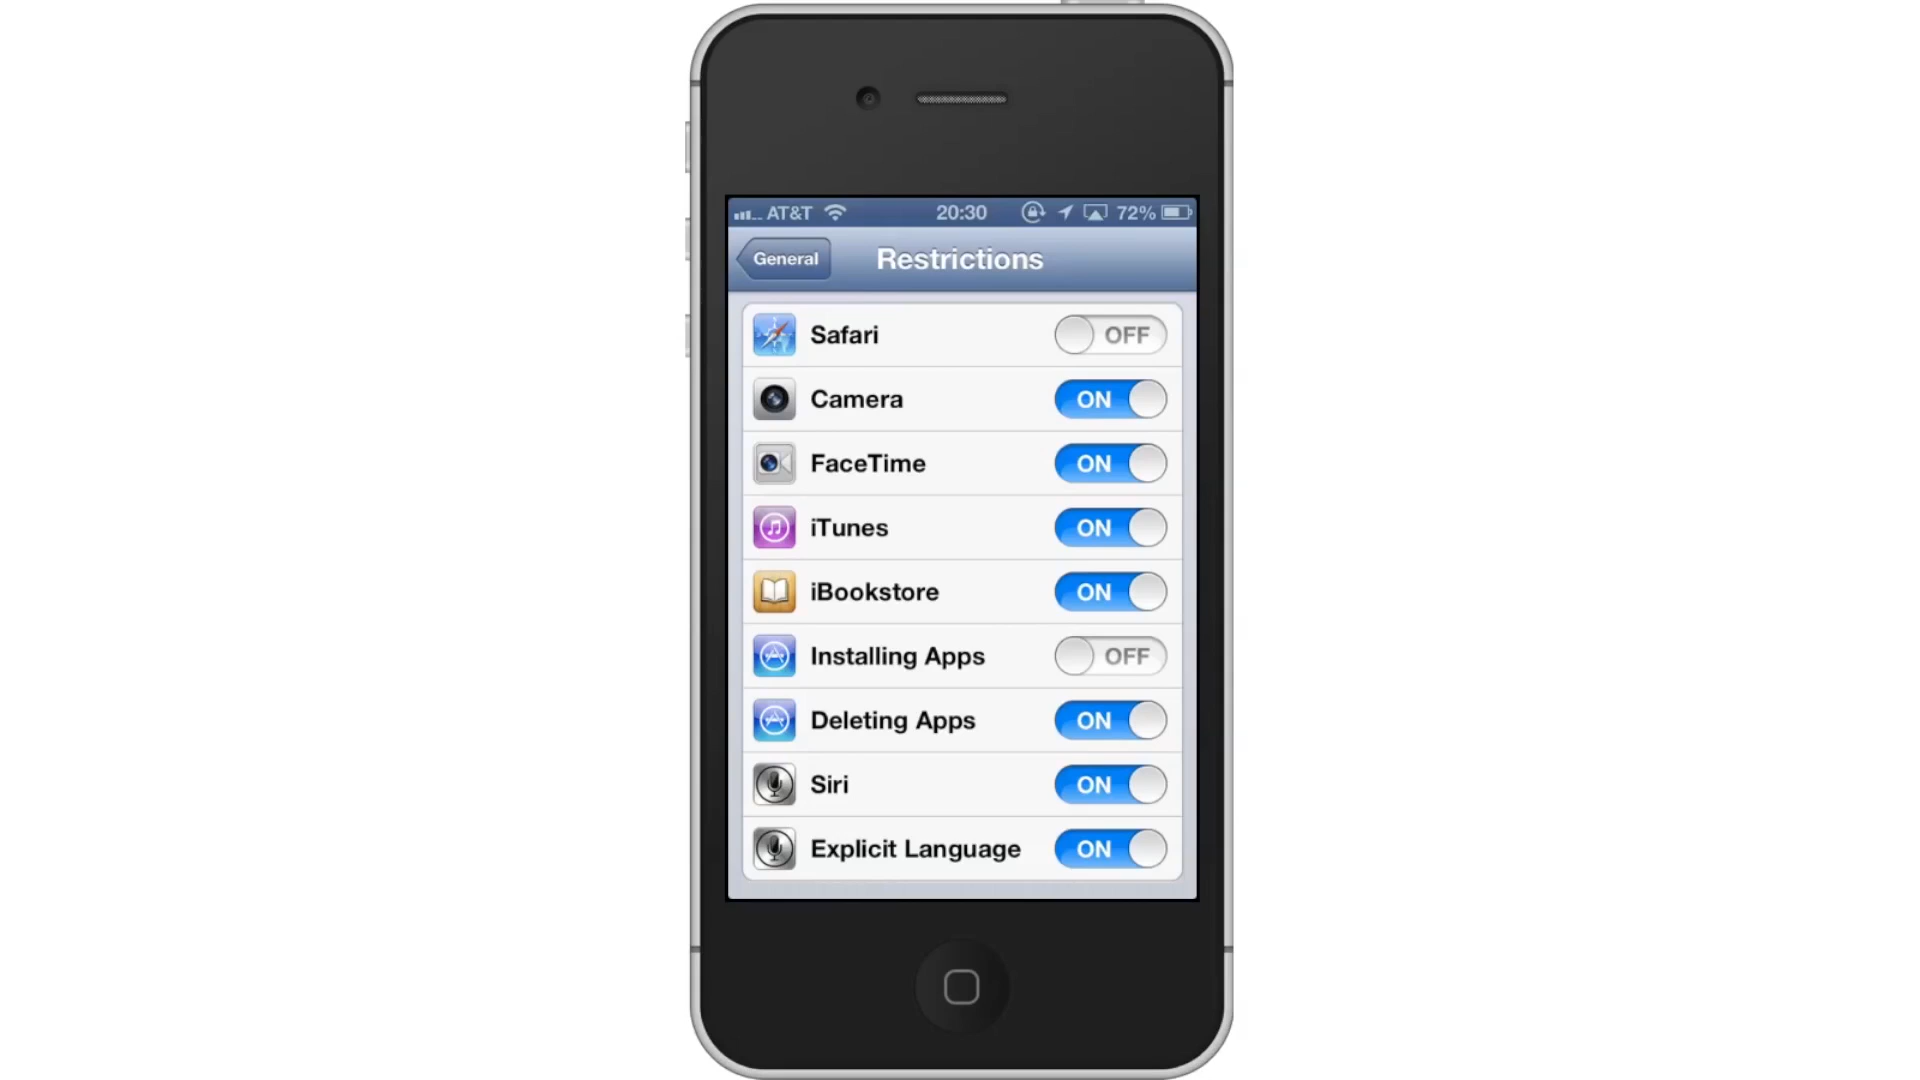 AT&T 20:30 72%
General Restrictions
Safari OFF
Camera ON
FaceTime ON
iTunes ON
iBookstore ON
Installing Apps OFF
Deleting Apps ON
Siri ON
Explicit Language ON